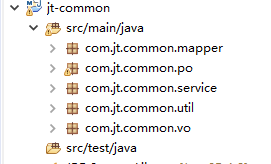 jt-common
src/main/java
com.jt.common.mapper
com.jt.common.po
com.jt.common.service
com.jt.common.util
com.jt.common.vo
src/test/java